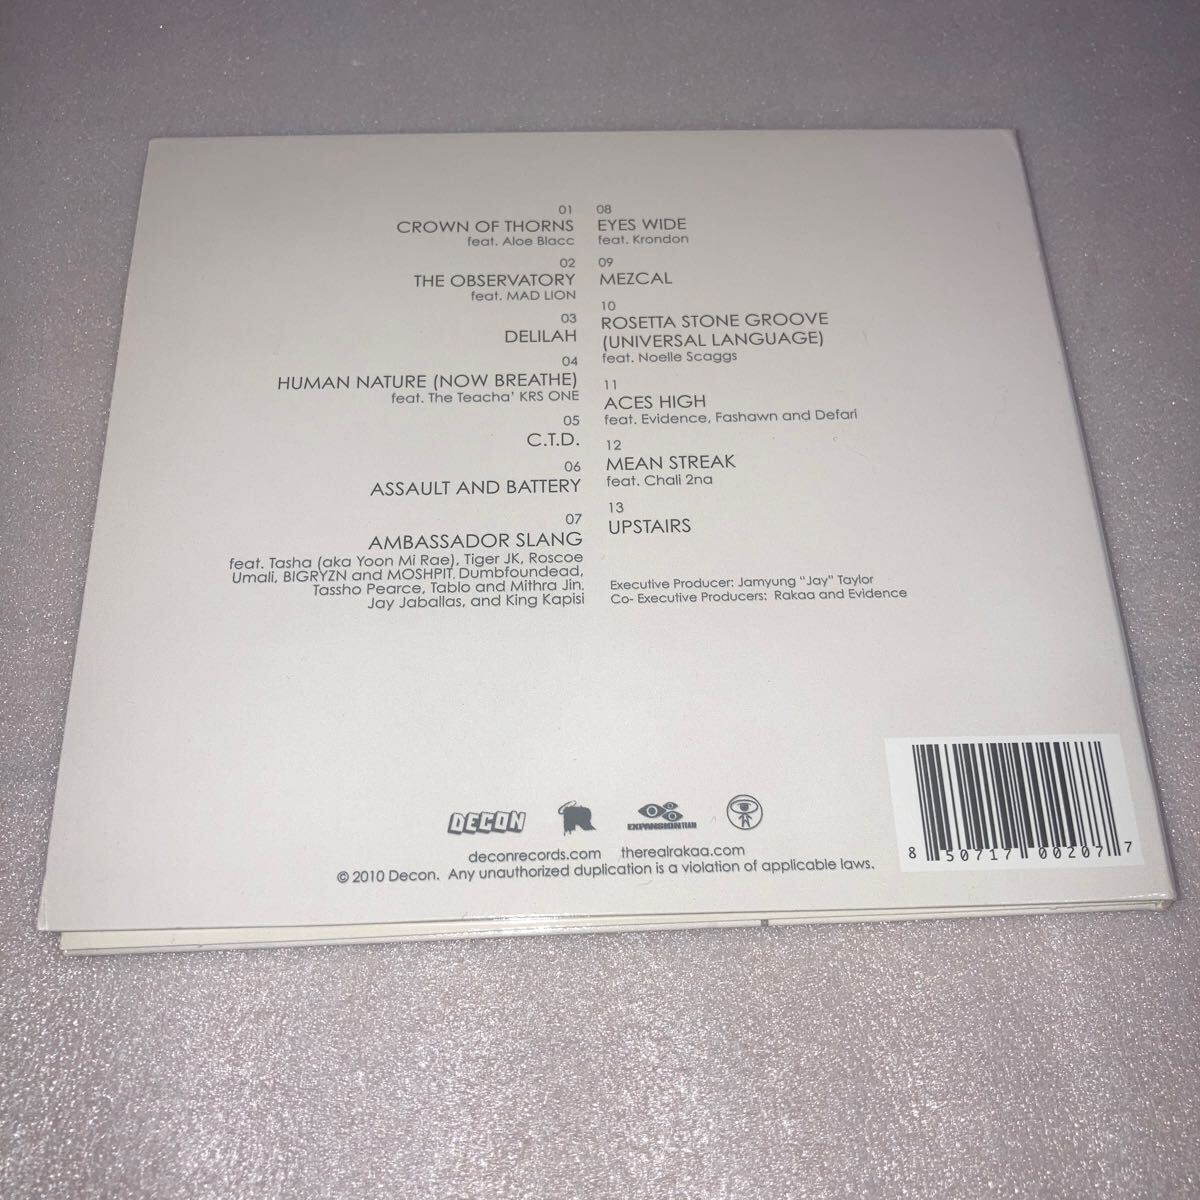 01
CROWN OF THORNS
feat. Aloe Blacc
02
THE OBSERVATORY
feat. MAD LION
03
DELILAH
04
HUMAN NATURE (NOW BREATHE)
feat. The Teacha' KRS ONE
05
C.T.D.
06
ASSAULT AND BATTERY
07
AMBASSADOR SLANG
feat. Tasha (aka Yoon Mi Rae), Tiger JK, Roscoe
Umali, BIGRYZN and MOSHPIT, Dumbfoundead,
Tassho Pearce, Tablo and Mithra Jin,
Jay Jaballas, and King Kapisi
08
EYES WIDE
feat. Krondon
09
MEZCAL
10
ROSETTA STONE GROOVE
(UNIVERSAL LANGUAGE)
feat. Noelle Scaggs
11
ACES HIGH
feat. Evidence, Fashawn and Defari
12
MEAN STREAK
feat. Chali 2na
13
UPSTAIRS
Executive Producer: Jamyung "Jay" Taylor
Co- Executive Producers: Rakaa and Evidence
DECON
R
EXPANSION TEAM
deconrecords.com therealrakaa.com
© 2010 Decon. Any unauthorized duplication is a violation of applicable laws.
8 50717 00207 7